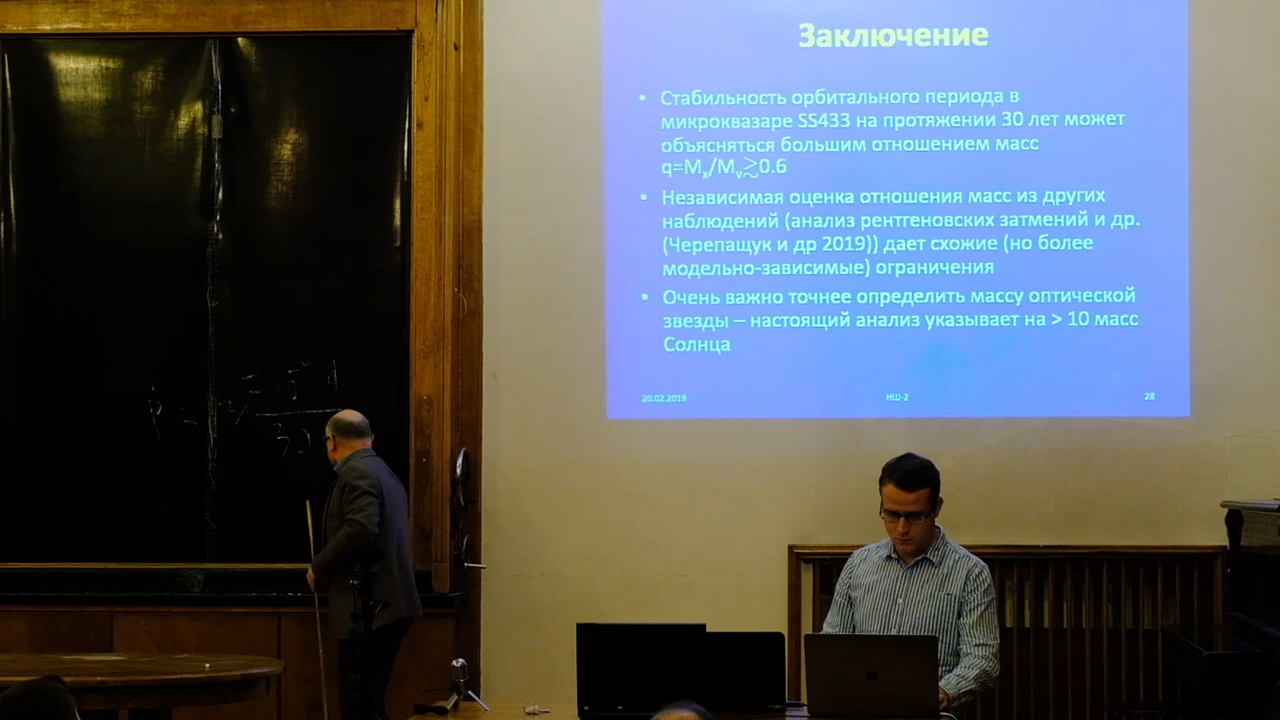 Заключение
• Стабильность орбитального периода в
микроквазаре SS433 на протяжении 30 лет может
объясняться большим отношением масс
q=Mx/Mv≳0.6
• Независимая оценка отношения масс из других
наблюдений (анализ рентгеновских затмений и др.
(Черепащук и др 2019)) дает схожие (но более
модельно-зависимые) ограничения
• Очень важно точнее определить массу оптической
звезды – настоящий анализ указывает на > 10 масс
Солнца
20.02.2019 НШ-2 28